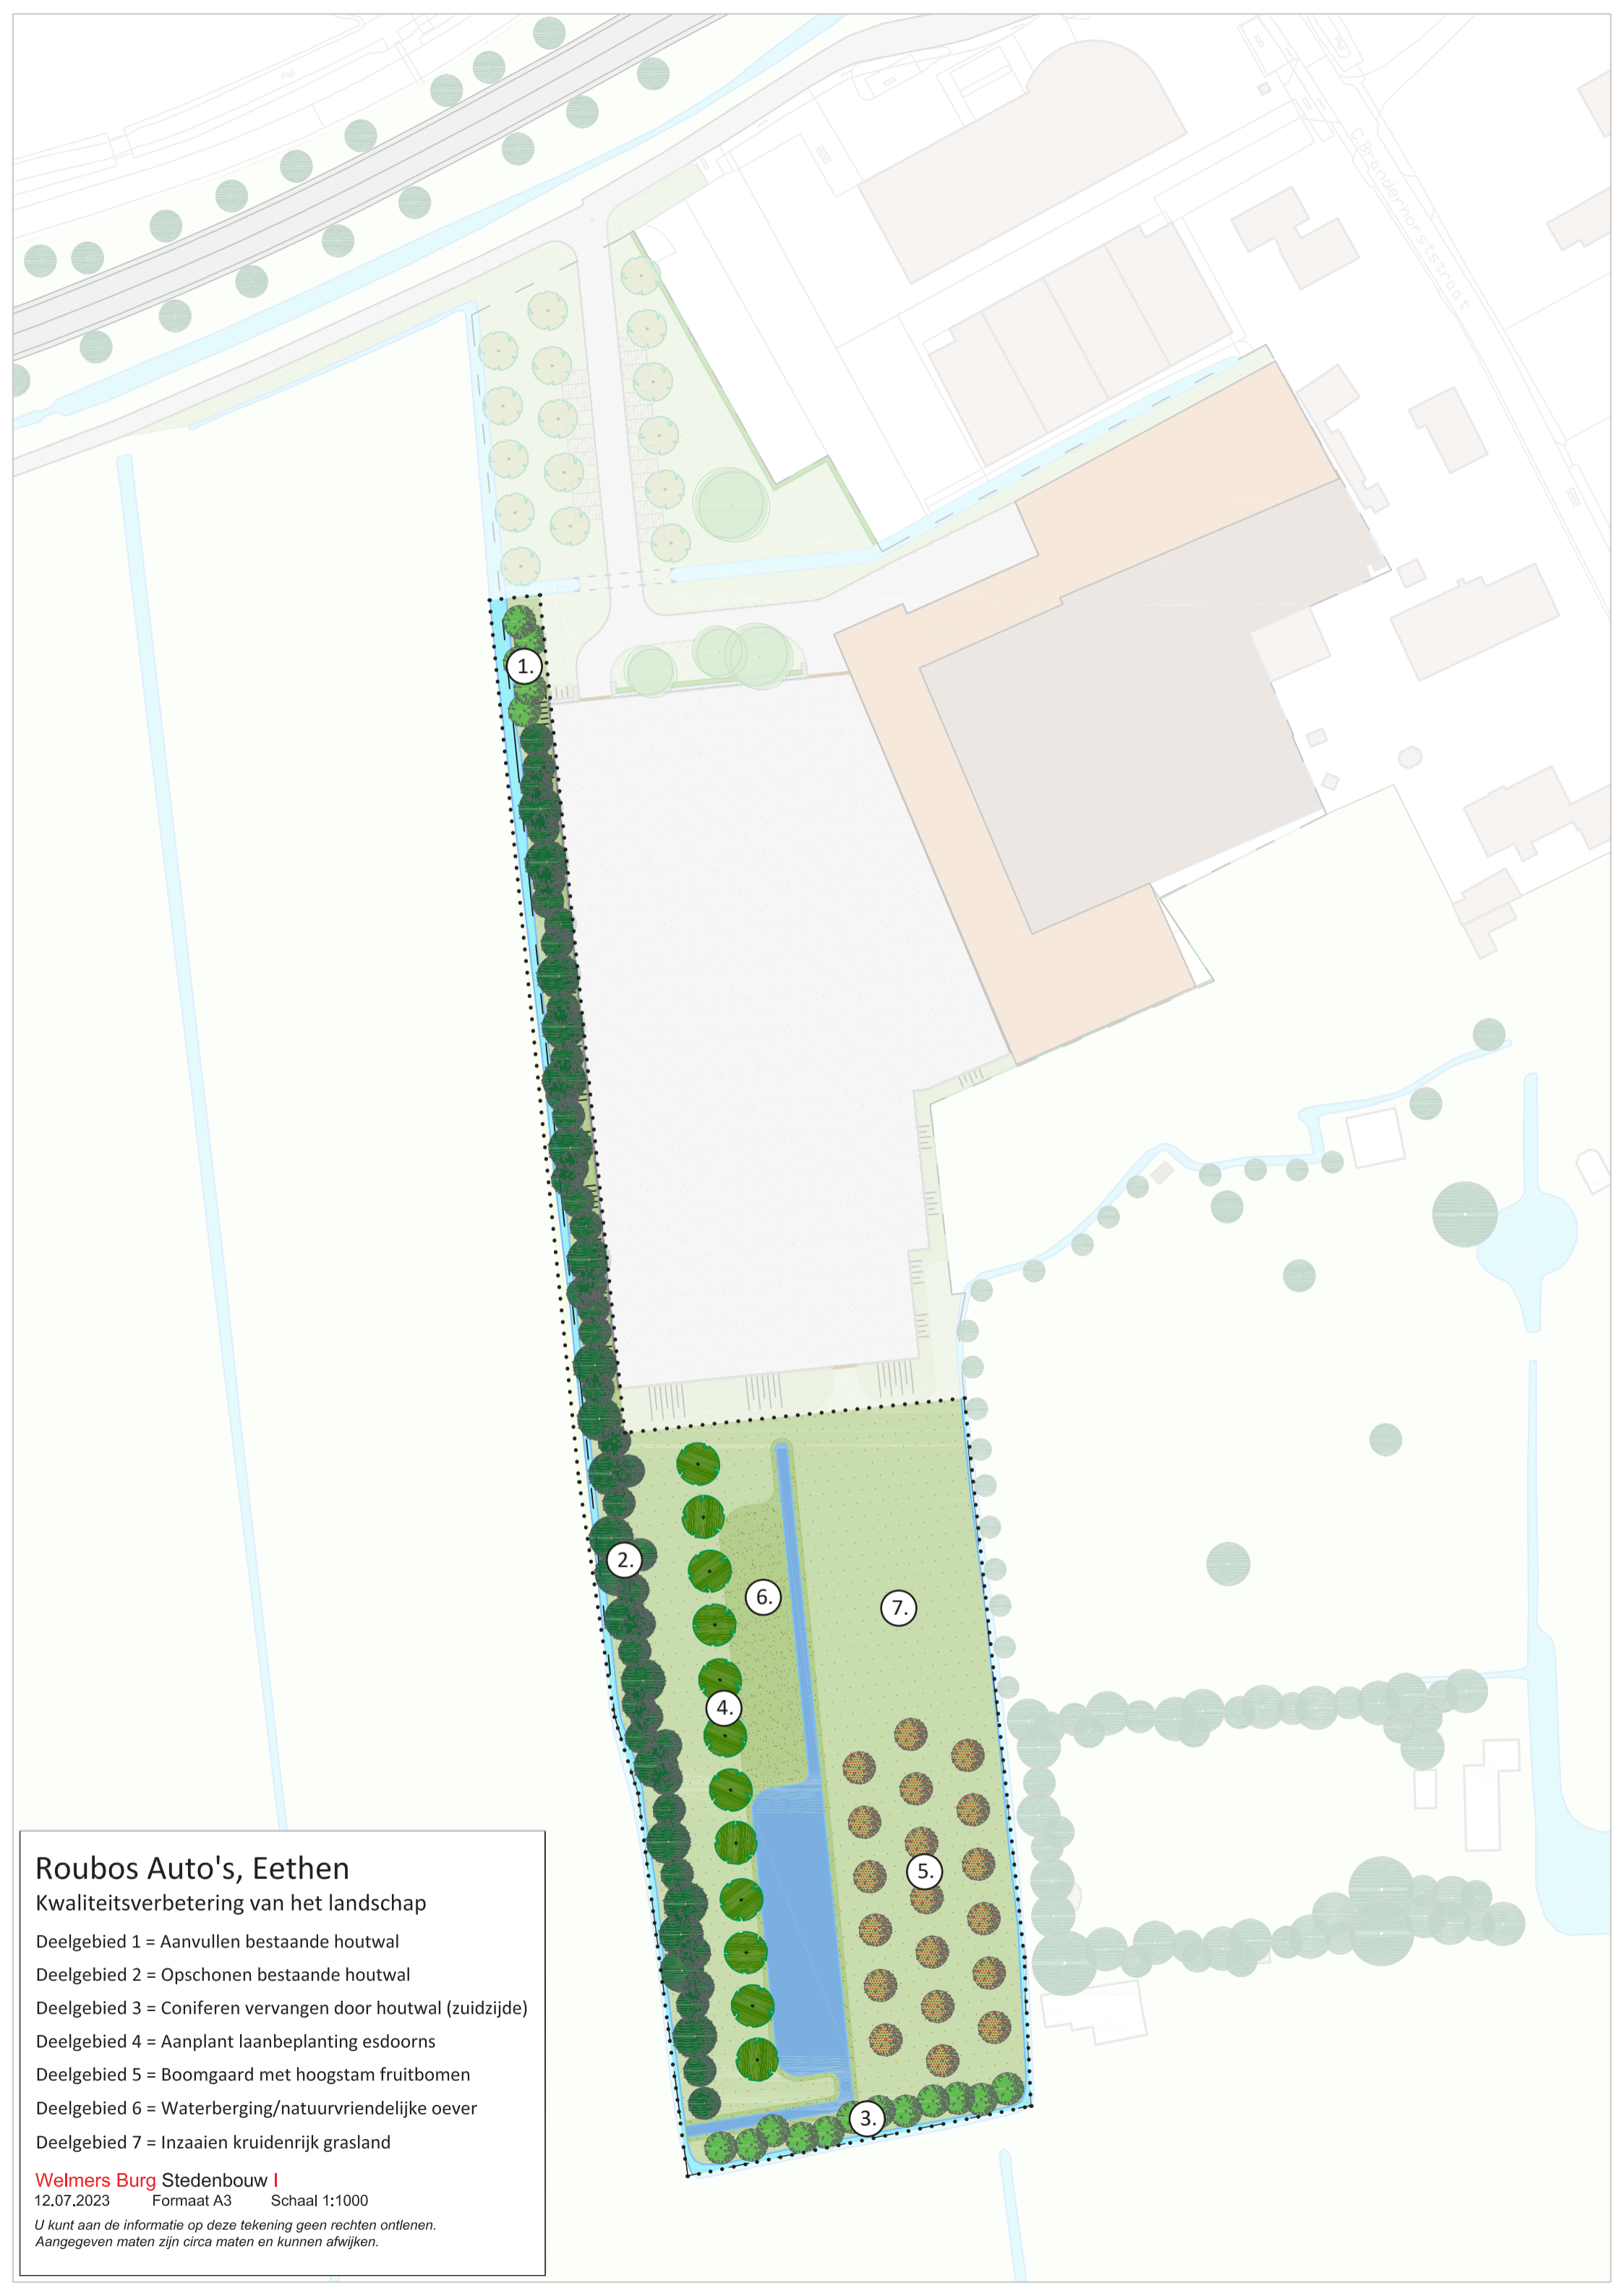 C.Branderhorststraat
1.
2.
6.
7.
4.
5.
3.
Roubos Auto's, Eethen
Kwaliteitsverbetering van het landschap
Deelgebied 1 = Aanvullen bestaande houtwal
Deelgebied 2 = Opschonen bestaande houtwal
Deelgebied 3 = Coniferen vervangen door houtwal (zuidzijde)
Deelgebied 4 = Aanplant laanbeplanting esdoorns
Deelgebied 5 = Boomgaard met hoogstam fruitbomen
Deelgebied 6 = Waterberging/natuurvriendelijke oever
Deelgebied 7 = Inzaaien kruidenrijk grasland
Welmers Burg Stedenbouw I
12.07.2023 Formaat A3 Schaal 1:1000
U kunt aan de informatie op deze tekening geen rechten ontlenen.
Aangegeven maten zijn circa maten en kunnen afwijken.